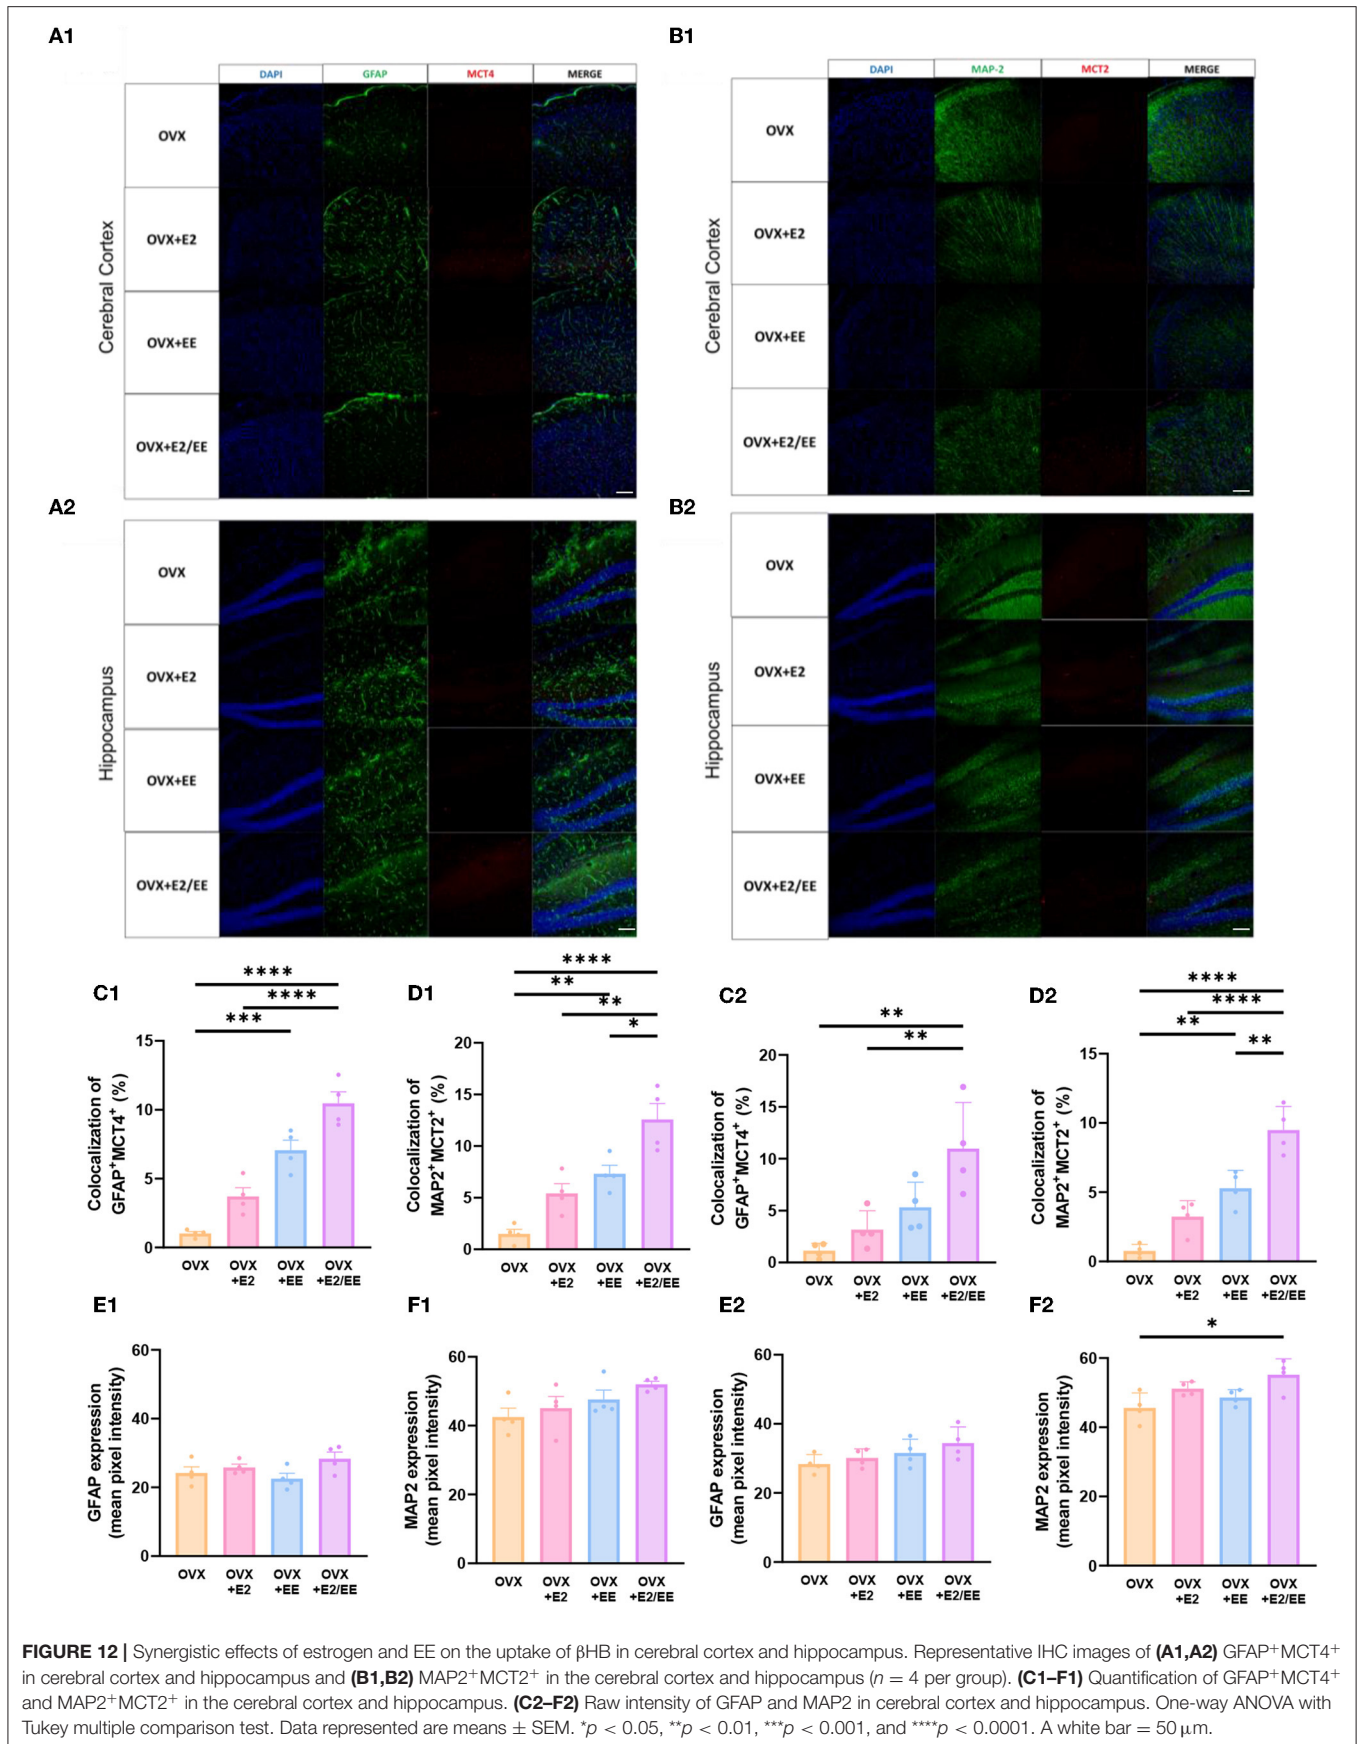 A1
DAPI GFAP MCT4 MERGE
OVX
OVX+E2
OVX+EE
OVX+E2/EE
Cerebral Cortex
B1
DAPI MAP-2 MCT2 MERGE
OVX
OVX+E2
OVX+EE
OVX+E2/EE
Cerebral Cortex
A2
OVX
OVX+E2
OVX+EE
OVX+E2/EE
Hippocampus
B2
OVX
OVX+E2
OVX+EE
OVX+E2/EE
Hippocampus
C1
****
****
***
Colocalization of
GFAP⁺MCT4⁺ (%)
15
10
5
0
OVX OVX OVX OVX
+E2 +EE +E2/EE
D1
****
**
**
*
Colocalization of
MAP2⁺MCT2⁺ (%)
20
15
10
5
0
OVX OVX OVX OVX
+E2 +EE +E2/EE
C2
**
**
Colocalization of
GFAP⁺MCT4⁺ (%)
20
15
10
5
0
OVX OVX OVX OVX
+E2 +EE +E2/EE
D2
****
****
**
**
Colocalization of
MAP2⁺MCT2⁺ (%)
15
10
5
0
OVX OVX OVX OVX
+E2 +EE +E2/EE
E1
GFAP expression
(mean pixel intensity)
60
40
20
0
OVX OVX OVX OVX
+E2 +EE +E2/EE
F1
MAP2 expression
(mean pixel intensity)
60
40
20
0
OVX OVX OVX OVX
+E2 +EE +E2/EE
E2
GFAP expression
(mean pixel intensity)
60
40
20
0
OVX OVX OVX OVX
+E2 +EE +E2/EE
F2
*
MAP2 expression
(mean pixel intensity)
60
40
20
0
OVX OVX OVX OVX
+E2 +EE +E2/EE
FIGURE 12 | Synergistic effects of estrogen and EE on the uptake of βHB in cerebral cortex and hippocampus. Representative IHC images of (A1,A2) GFAP⁺MCT4⁺
in cerebral cortex and hippocampus and (B1,B2) MAP2⁺MCT2⁺ in the cerebral cortex and hippocampus (n = 4 per group). (C1–F1) Quantification of GFAP⁺MCT4⁺
and MAP2⁺MCT2⁺ in the cerebral cortex and hippocampus. (C2–F2) Raw intensity of GFAP and MAP2 in cerebral cortex and hippocampus. One-way ANOVA with
Tukey multiple comparison test. Data represented are means ± SEM. *p < 0.05, **p < 0.01, ***p < 0.001, and ****p < 0.0001. A white bar = 50 μm.